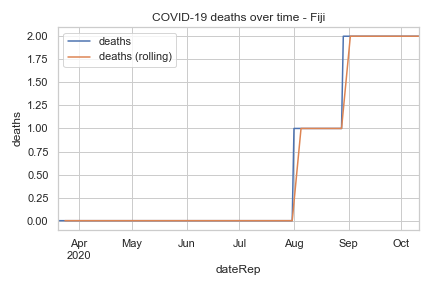 COVID-19 deaths over time - Fiji
deaths
deaths (rolling)
2.00
1.75
1.50
1.25
1.00
0.75
0.50
0.25
0.00
deaths
Apr
2020
May
Jun
Jul
Aug
Sep
Oct
dateRep